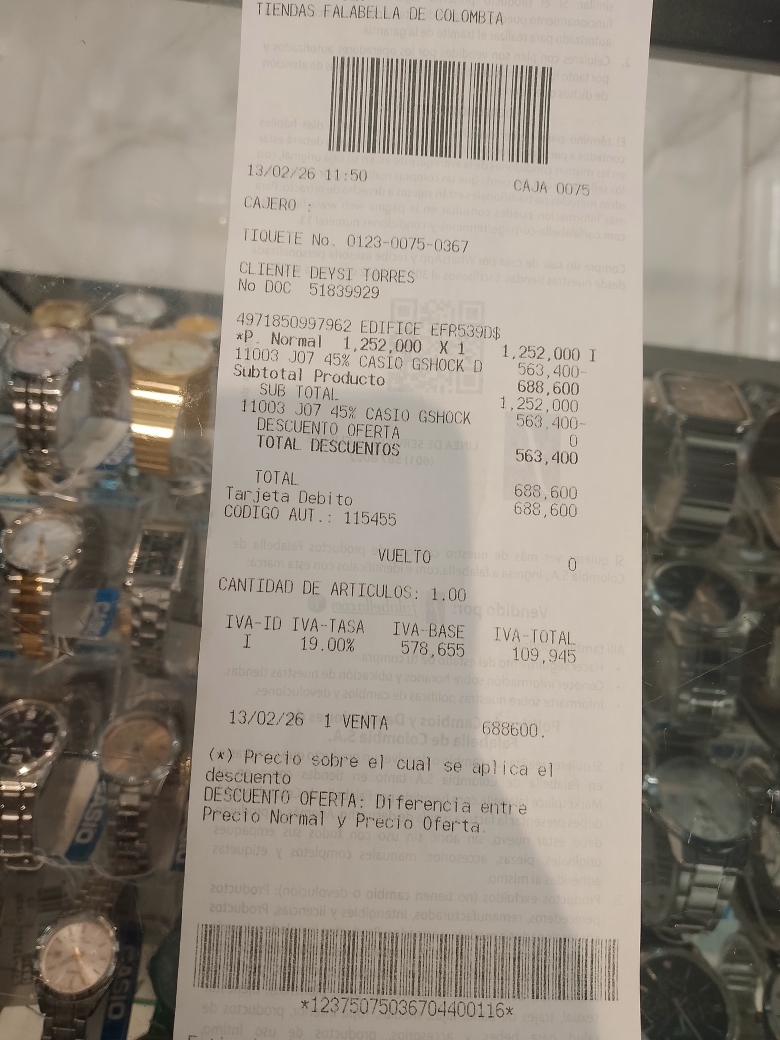 TIENDAS FALABELLA DE COLOMBIA
13/02/26 11:50 CAJA 0075
CAJERO :
TIQUETE No. 0123-0075-0367
CLIENTE DEYSI TORRES
No DOC 51839929
4971850997962 EDIFICE EFR539D$
*P. Normal 1,252,000 X 1 1,252,000 I
11003 J07 45% CASIO GSHOCK D 563,400-
Subtotal Producto 688,600
SUB TOTAL 1,252,000
11003 J07 45% CASIO GSHOCK 563,400-
DESCUENTO OFERTA 0
TOTAL DESCUENTOS 563,400
TOTAL 688,600
Tarjeta Debito 688,600
CODIGO AUT.: 115455
VUELTO 0
CANTIDAD DE ARTICULOS: 1.00
IVA-ID IVA-TASA IVA-BASE IVA-TOTAL
I 19.00% 578,655 109,945
13/02/26 1 VENTA 688600.
(*) Precio sobre el cual se aplica el
descuento
DESCUENTO OFERTA: Diferencia entre
Precio Normal y Precio Oferta.
*12375075036704400116*
CASIO
CASIO